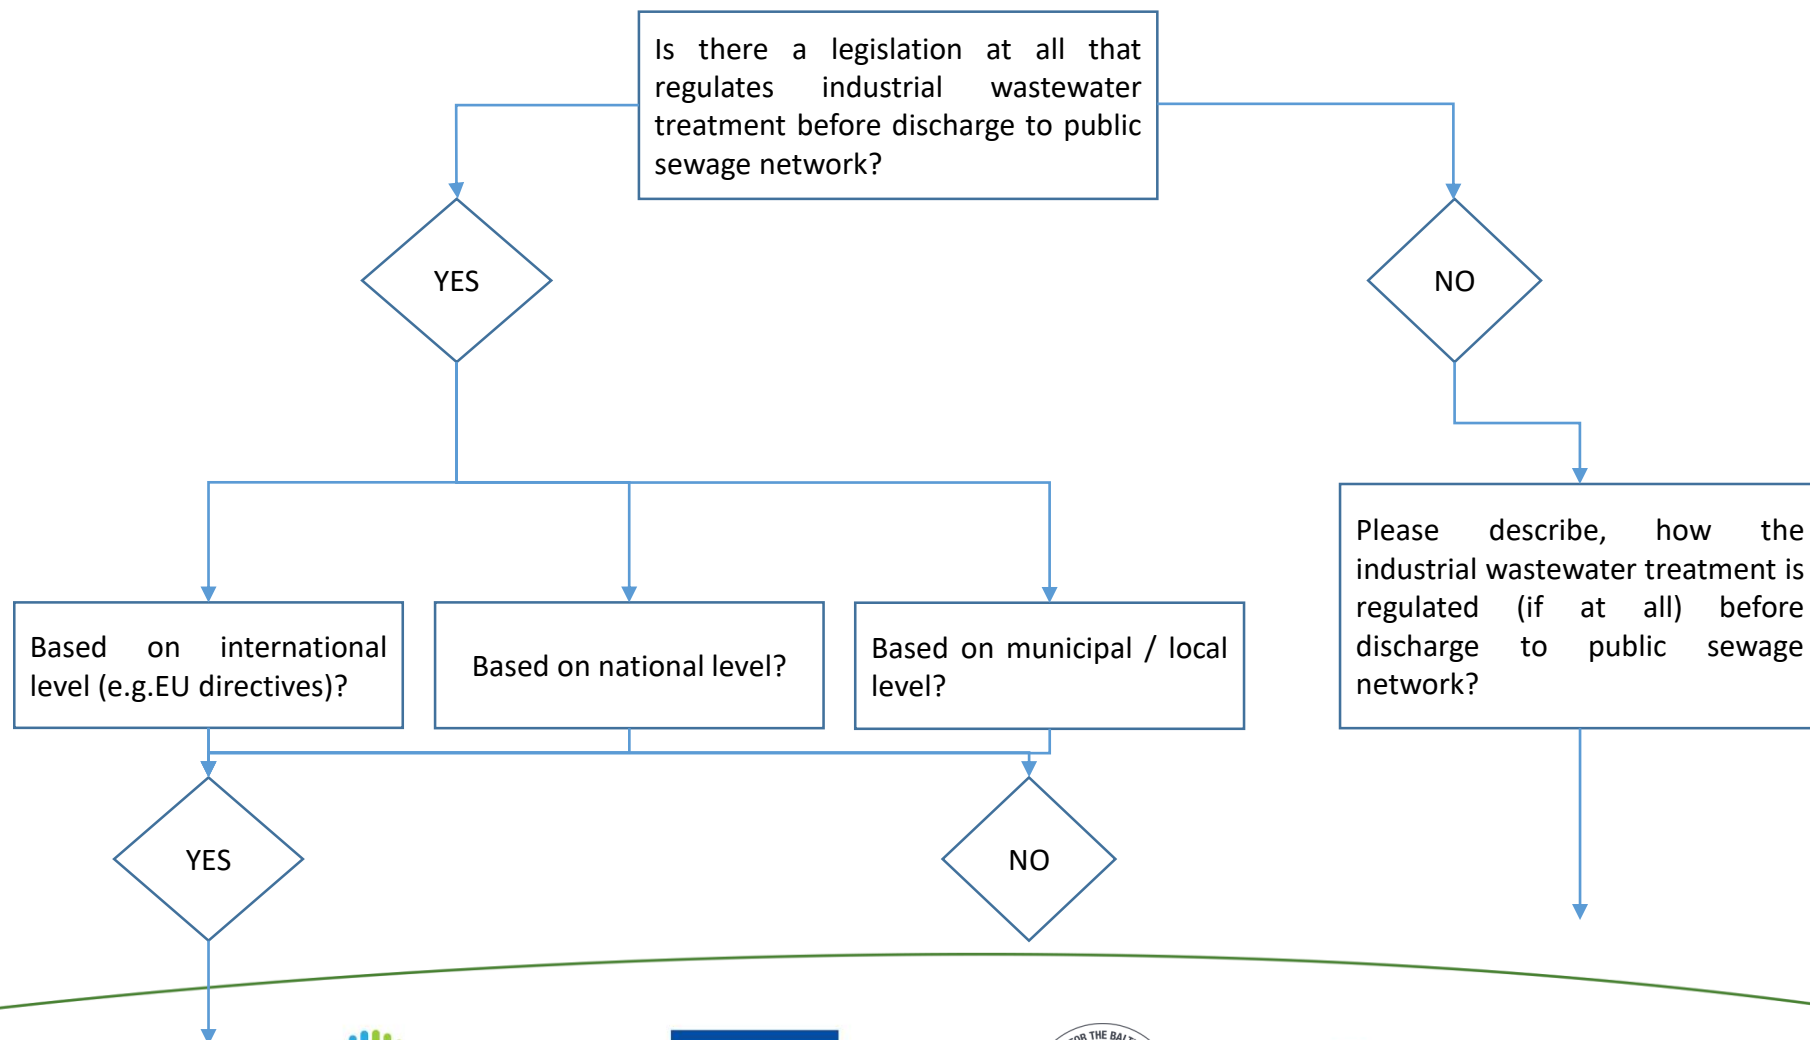 Is there a legislation at all that
regulates industrial wastewater
treatment before discharge to public
sewage network?
YES
NO
Based on international
level (e.g.EU directives)?
Based on national level?
Based on municipal / local
level?
Please describe, how the
industrial wastewater treatment is
regulated (if at all) before
discharge to public sewage
network?
YES
NO
FOR THE